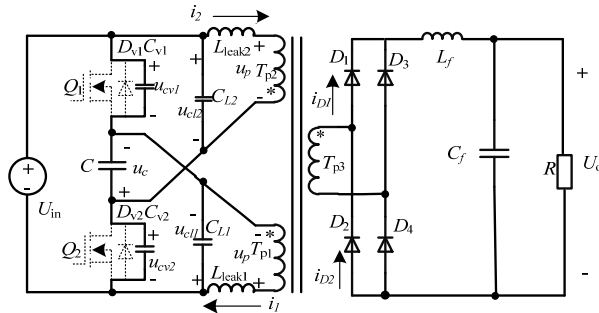 i2
Dv1 Cv1
Lleak2
+
D1
D3
Lf
Q1
+
ucv1
-
+
ucl2
-
CL2
up
Tp2
+
- *
iD1
+
C
-
uc
+
*
Tp3
Cf
R
Uo
+
-
Uin
Dv2 Cv2
+
ucv2
-
Q2
-
ucl1
+
CL1
up
Tp1
- *
+
D2
D4
iD2
Lleak1
+
i1
-